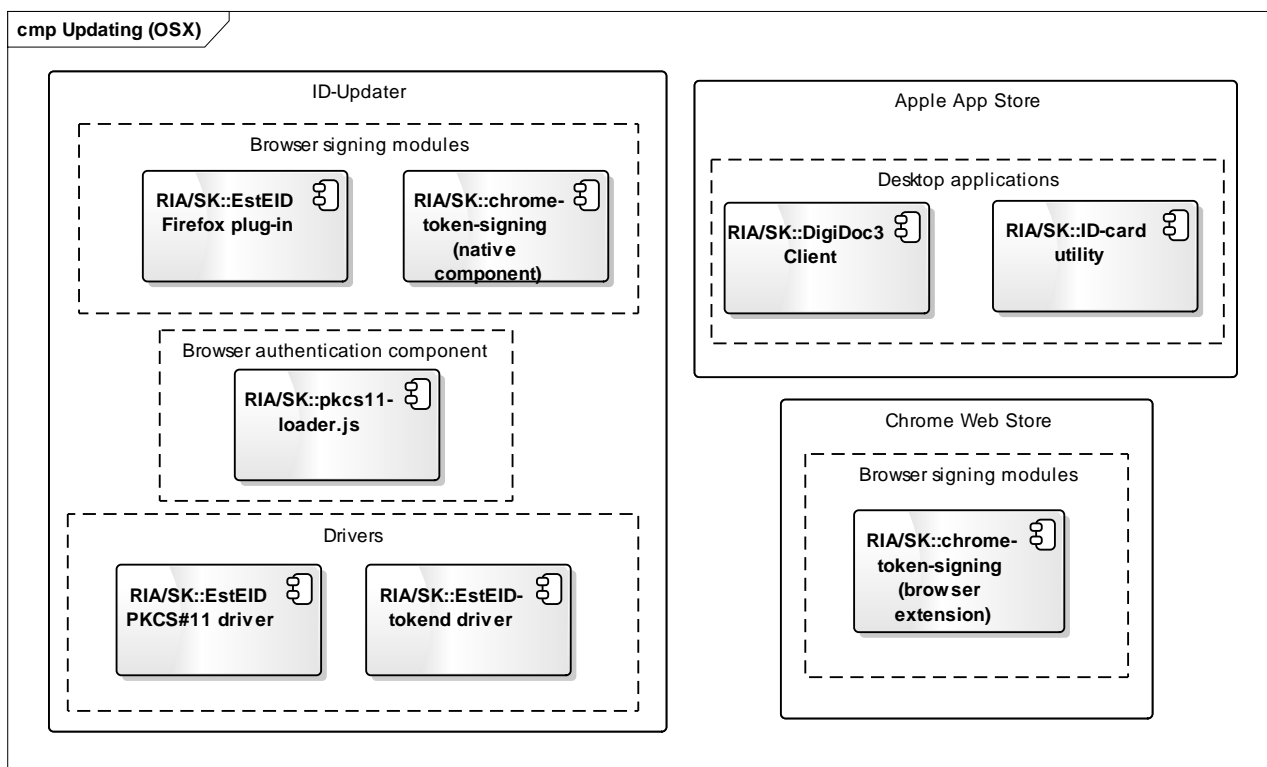 cmp Updating (OSX)
ID-Updater
Browser signing modules
RIA/SK::EstEID
Firefox plug-in
RIA/SK::chrome-
token-signing
(native
component)
Browser authentication component
RIA/SK::pkcs11-
loader.js
Drivers
RIA/SK::EstEID
PKCS#11 driver
RIA/SK::EstEID-
tokend driver
Apple App Store
Desktop applications
RIA/SK::DigiDoc3
Client
RIA/SK::ID-card
utility
Chrome Web Store
Browser signing modules
RIA/SK::chrome-
token-signing
(browser
extension)